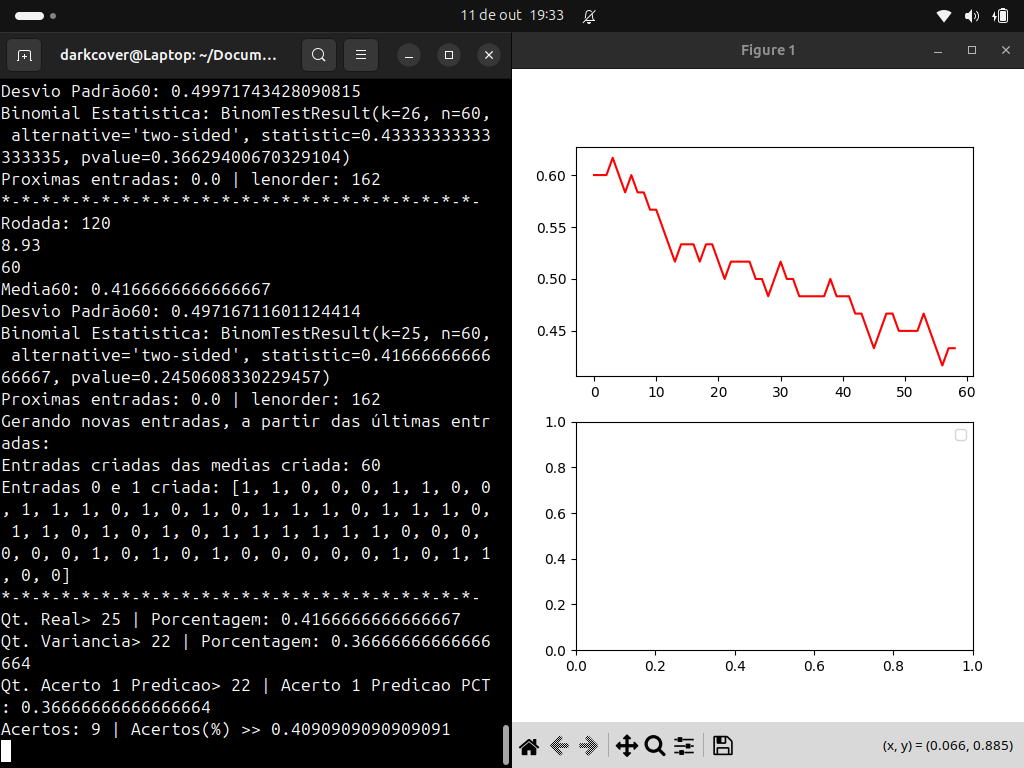 11 de out 19:33
darkcover@Laptop: ~/Docum...
Desvio Padrão60: 0.49971743428090815
Binomial Estatistica: BinomTestResult(k=26, n=60,
alternative='two-sided', statistic=0.43333333333
333335, pvalue=0.36629400670329104)
Proximas entradas: 0.0 | lenorder: 162
*-*-*-*-*-*-*-*-*-*-*-*-*-*-*-*-*-*-*-*-*-*-*-*-
Rodada: 120
8.93
60
Media60: 0.4166666666666667
Desvio Padrão60: 0.49716711601124414
Binomial Estatistica: BinomTestResult(k=25, n=60,
alternative='two-sided', statistic=0.41666666666
66667, pvalue=0.2450608330229457)
Proximas entradas: 0.0 | lenorder: 162
Gerando novas entradas, a partir das últimas entr
adas:
Entradas criadas das medias criada: 60
Entradas 0 e 1 criada: [1, 1, 0, 0, 0, 1, 1, 0, 0
, 1, 1, 1, 0, 1, 0, 1, 0, 1, 1, 1, 0, 1, 1, 1, 0,
1, 1, 0, 1, 0, 1, 0, 1, 1, 1, 1, 1, 1, 0, 0, 0,
0, 0, 0, 1, 0, 1, 0, 1, 0, 0, 0, 0, 0, 1, 0, 1, 1
, 0, 0]
*-*-*-*-*-*-*-*-*-*-*-*-*-*-*-*-*-*-*-*-*-*-*-*-
Qt. Real> 25 | Porcentagem: 0.4166666666666667
Qt. Variancia> 22 | Porcentagem: 0.36666666666666
664
Qt. Acerto 1 Predicao> 22 | Acerto 1 Predicao PCT
: 0.36666666666666664
Acertos: 9 | Acertos(%) >> 0.4090909090909091
Figure 1
0.60
0.55
0.50
0.45
0 10 20 30 40 50 60
1.0
0.8
0.6
0.4
0.2
0.0
0.0 0.2 0.4 0.6 0.8 1.0
(x, y) = (0.066, 0.885)